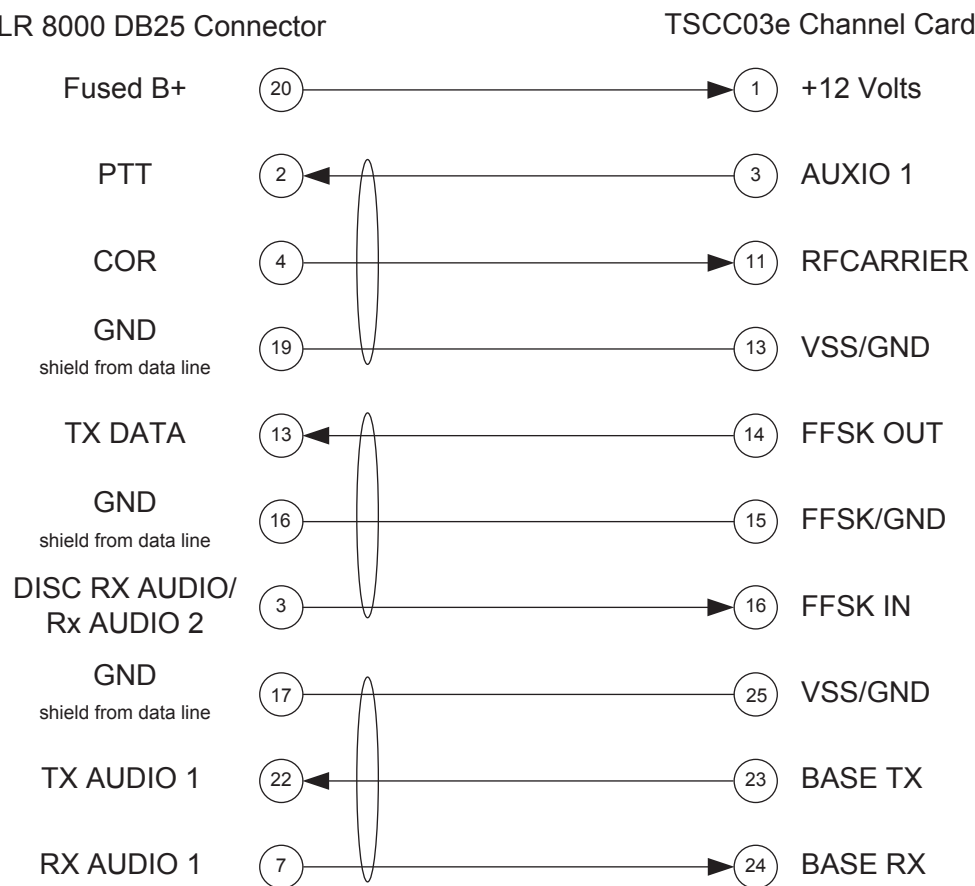 LR 8000 DB25 Connector TSCC03e Channel Card
Fused B+ 20 1 +12 Volts
PTT 2 3 AUXIO 1
COR 4 11 RFCARRIER
GND
shield from data line 19 13 VSS/GND
TX DATA 13 14 FFSK OUT
GND
shield from data line 16 15 FFSK/GND
DISC RX AUDIO/
Rx AUDIO 2 3 16 FFSK IN
GND
shield from data line 17 25 VSS/GND
TX AUDIO 1 22 23 BASE TX
RX AUDIO 1 7 24 BASE RX